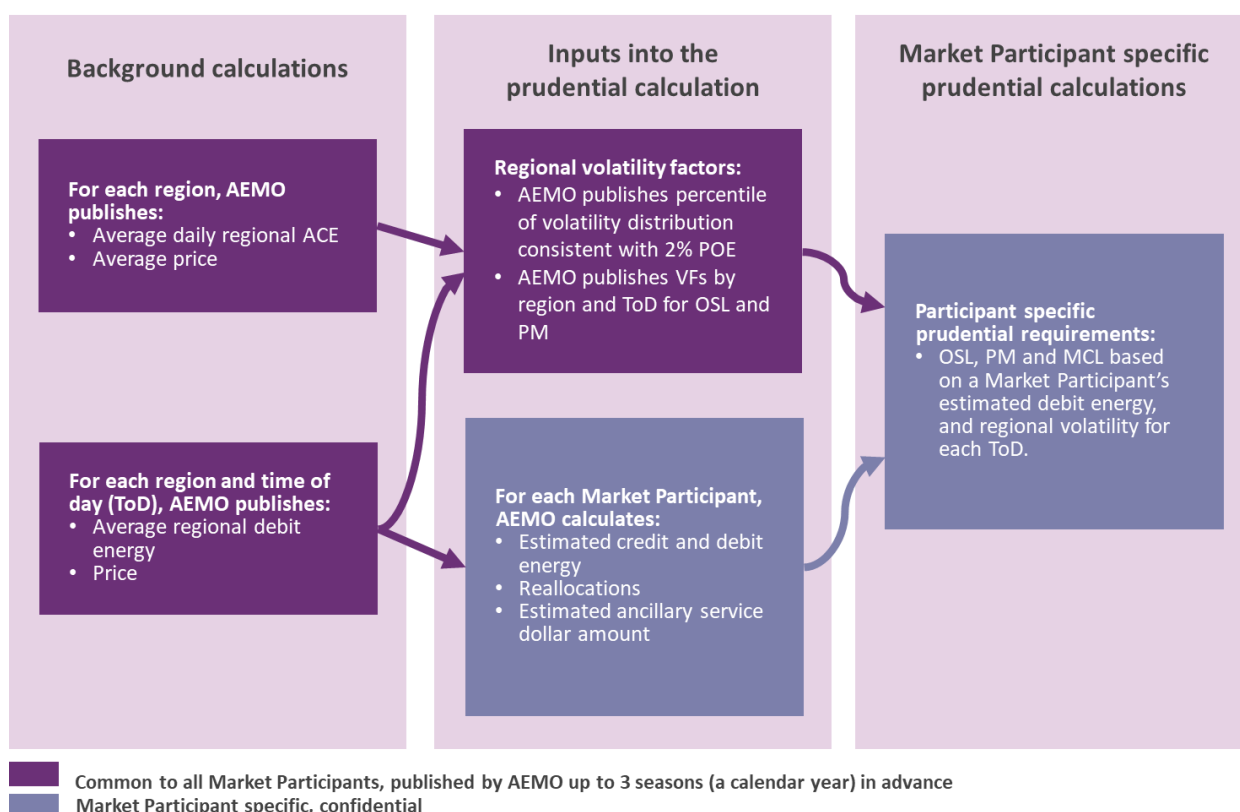 Background calculations
For each region, AEMO
publishes:
• Average daily regional ACE
• Average price
For each region and time of
day (ToD), AEMO publishes:
• Average regional debit
energy
• Price
Inputs into the
prudential calculation
Regional volatility factors:
• AEMO publishes percentile
of volatility distribution
consistent with 2% POE
• AEMO publishes VFs by
region and ToD for OSL and
PM
For each Market Participant,
AEMO calculates:
• Estimated credit and debit
energy
• Reallocations
• Estimated ancillary service
dollar amount
Market Participant specific
prudential calculations
Participant specific
prudential requirements:
• OSL, PM and MCL based
on a Market Participant's
estimated debit energy,
and regional volatility for
each ToD.
Common to all Market Participants, published by AEMO up to 3 seasons (a calendar year) in advance
Market Participant specific, confidential